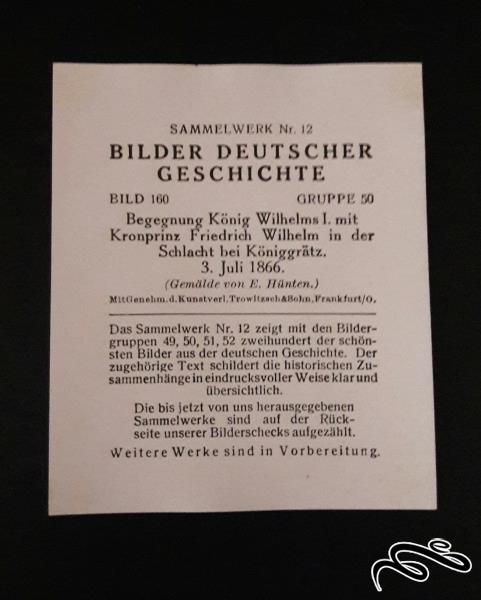 SAMMELWERK Nr. 12
BILDER DEUTSCHER
GESCHICHTE
BILD 160 GRUPPE 50
Begegnung König Wilhelms I. mit
Kronprinz Friedrich Wilhelm in der
Schlacht bei Königgrätz.
3. Juli 1866.
(Gemälde von E. Hünten.)
Mit Genehm. d. Kunstverl. Trowitzsch & Sohn, Frankfurt/O.
Das Sammelwerk Nr. 12 zeigt mit den Bilder-
gruppen 49, 50, 51, 52 zweihundert der schön-
sten Bilder aus der deutschen Geschichte. Der
zugehörige Text schildert die historischen Zu-
sammenhänge in eindrucksvoller Weise klar und
übersichtlich.
Die bis jetzt von uns herausgegebenen
Sammelwerke sind auf der Rück-
seite unserer Bilderschecks aufgezählt.
Weitere Werke sind in Vorbereitung.